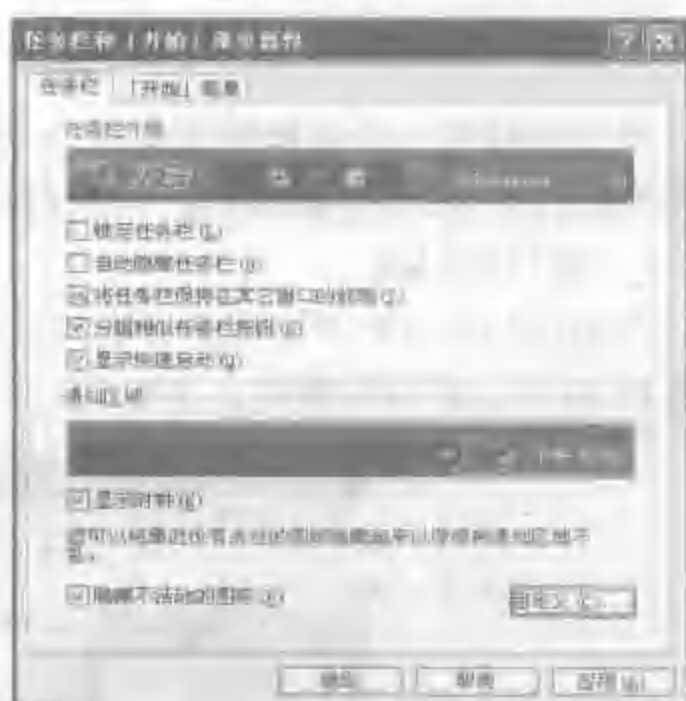 任务栏和「开始」菜单属性
任务栏 「开始」菜单
任务栏外观
锁定任务栏(L)
自动隐藏任务栏(U)
将任务栏保持在其它窗口的前端(T)
分组相似任务栏按钮(G)
显示快速启动(Q)
通知区域
显示时钟(K)
隐藏不活动的图标(H) 自定义(C)...
确定 取消 应用(A)